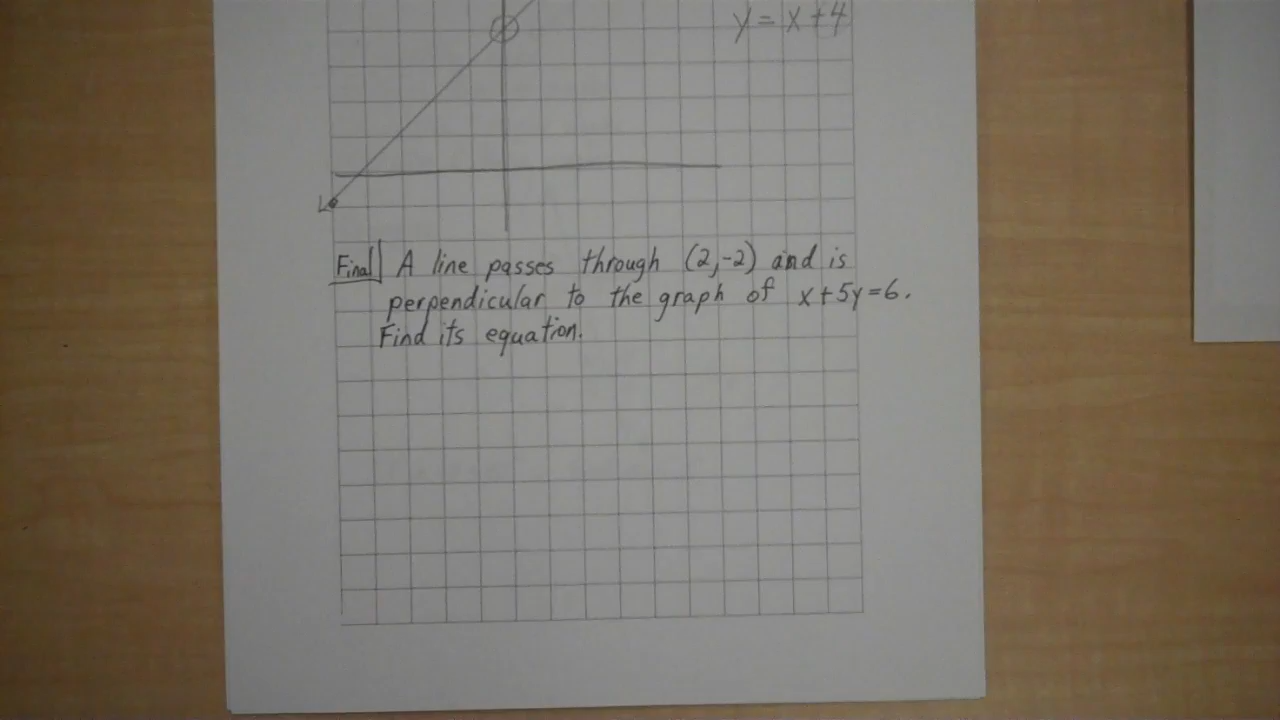 y = x + 4
Final A line passes through (2,-2) and is
perpendicular to the graph of x+5y=6.
Find its equation.